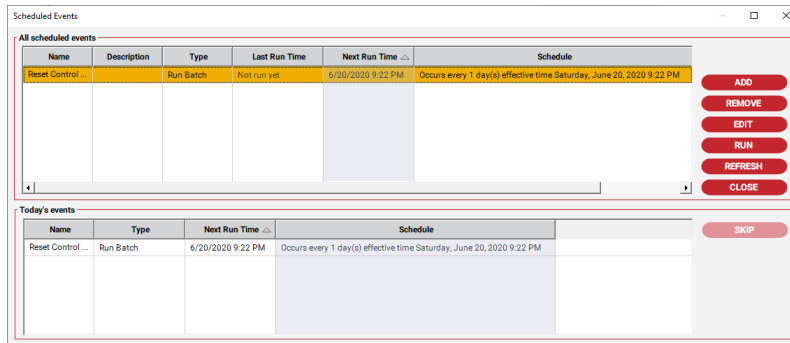 Scheduled Events
All scheduled events
Name Description Type Last Run Time Next Run Time Schedule
Reset Control ... Run Batch Not run yet 6/20/2020 9:22 PM Occurs every 1 day(s) effective time Saturday, June 20, 2020 9:22 PM
ADD
REMOVE
EDIT
RUN
REFRESH
CLOSE
Today's events
Name Type Next Run Time Schedule
Reset Control ... Run Batch 6/20/2020 9:22 PM Occurs every 1 day(s) effective time Saturday, June 20, 2020 9:22 PM
SKIP